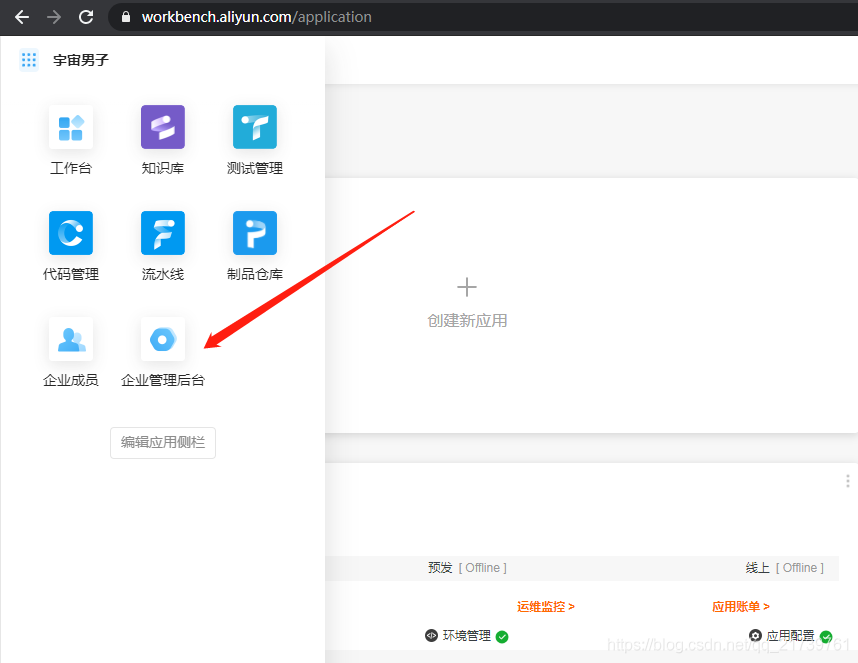 workbench.aliyun.com/application
宇宙男子
工作台 知识库 测试管理
代码管理 流水线 制品仓库
企业成员 企业管理后台
编辑应用侧栏
创建新应用
预发 [ Offline ] 线上 [ Offline ]
运维监控 > 应用账单 >
环境管理 应用配置
https://blog.csdn.net/qq_21739761